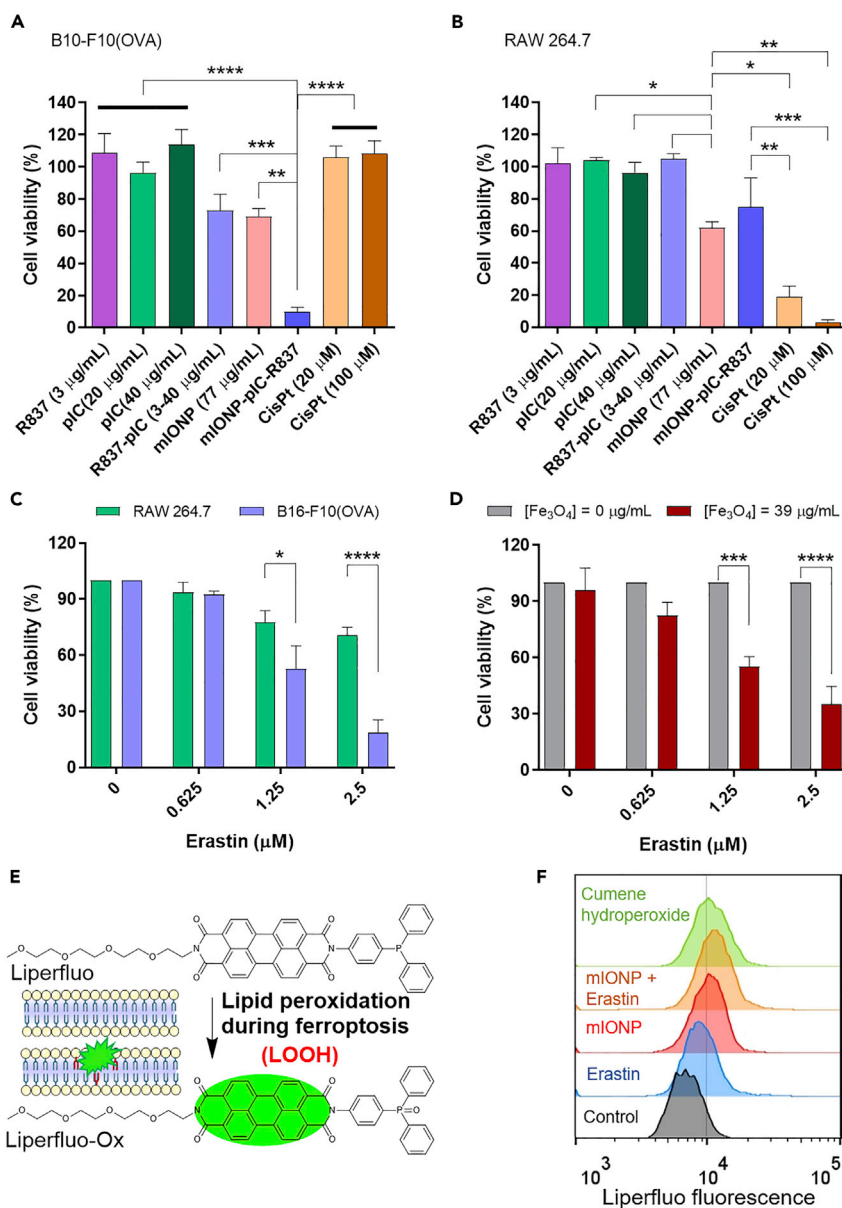 A
B10-F10(OVA)
****
****
***
**
140
120
100
80
60
40
20
0
Cell viability (%)
R837 (3 μg/mL)
pIC(20 μg/mL)
pIC(40 μg/mL)
R837-pIC (3-40 μg/mL)
mIONP (77 μg/mL)
mIONP-pIC-R837
CisPt (20 μM)
CisPt (100 μM)
B
RAW 264.7
**
*
*
***
**
140
120
100
80
60
40
20
0
Cell viability (%)
R837 (3 μg/mL)
pIC(20 μg/mL)
pIC(40 μg/mL)
R837-pIC (3-40 μg/mL)
mIONP (77 μg/mL)
mIONP-pIC-R837
CisPt (20 μM)
CisPt (100 μM)
C
RAW 264.7
B16-F10(OVA)
*
****
120
90
60
30
0
Cell viability (%)
0
0.625
1.25
2.5
Erastin (μM)
D
[Fe₃O₄] = 0 μg/mL
[Fe₃O₄] = 39 μg/mL
***
****
120
90
60
30
0
Cell viability (%)
0
0.625
1.25
2.5
Erastin (μM)
E
Liperfluo
Lipid peroxidation
during ferroptosis
(LOOH)
Liperfluo-Ox
F
Cumene
hydroperoxide
mIONP +
Erastin
mIONP
Erastin
Control
10³
10⁴
10⁵
Liperfluo fluorescence